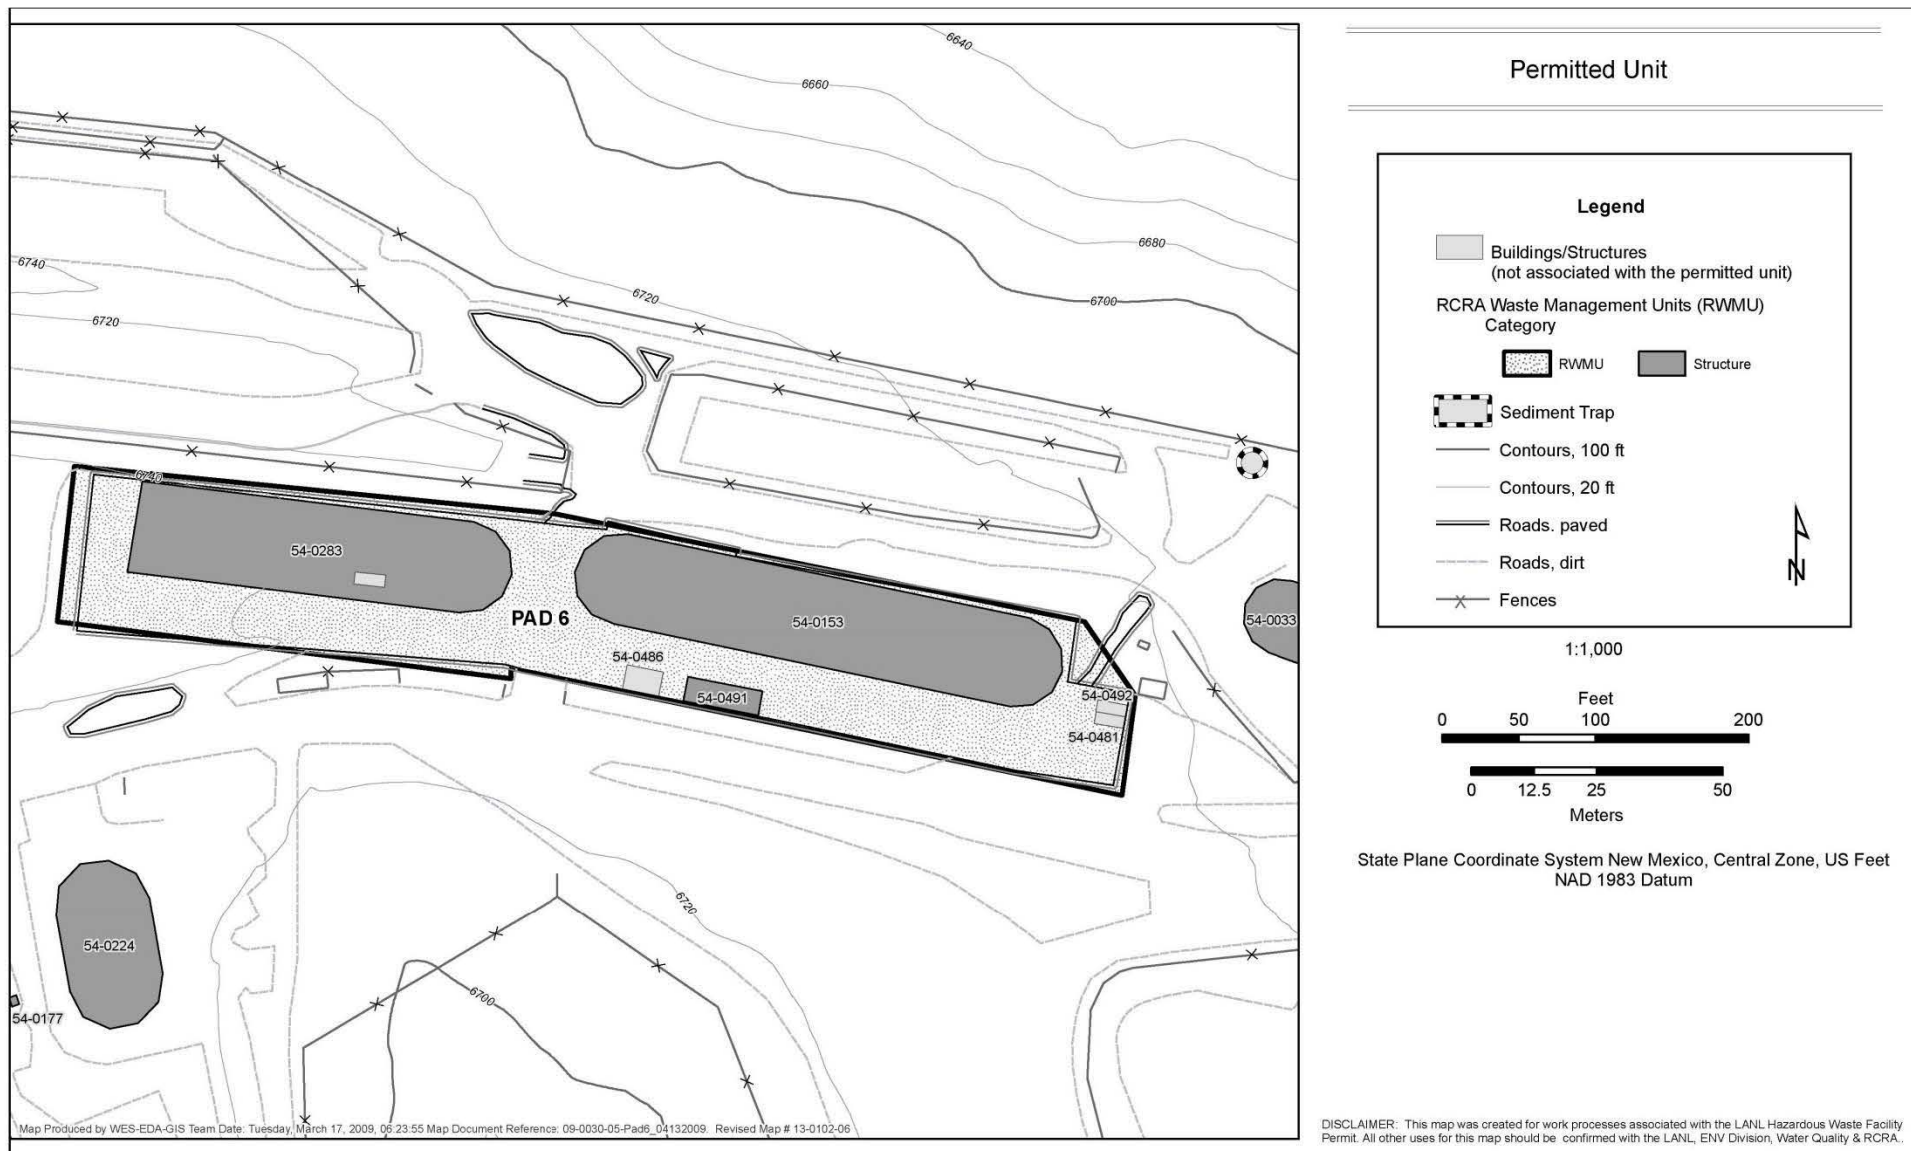 6640
6660
6680
6700
6720
6740
6720
6740
54-0283
PAD 6
54-0153
54-0033
54-0486
54-0491
54-0492
54-0481
54-0224
54-0177
6720
6700
Map Produced by WES-EDA-GIS Team Date: Tuesday, March 17, 2009, 06:23:55 Map Document Reference: 09-0030-05-Pad6_04132009. Revised Map # 13-0102-06
Permitted Unit
Legend
Buildings/Structures
(not associated with the permitted unit)
RCRA Waste Management Units (RWMU)
Category
RWMU
Structure
Sediment Trap
Contours, 100 ft
Contours, 20 ft
Roads. paved
Roads, dirt
Fences
N
1:1,000
Feet
0 50 100 200
0 12.5 25 50
Meters
State Plane Coordinate System New Mexico, Central Zone, US Feet
NAD 1983 Datum
DISCLAIMER: This map was created for work processes associated with the LANL Hazardous Waste Facility
Permit. All other uses for this map should be confirmed with the LANL, ENV Division, Water Quality & RCRA.